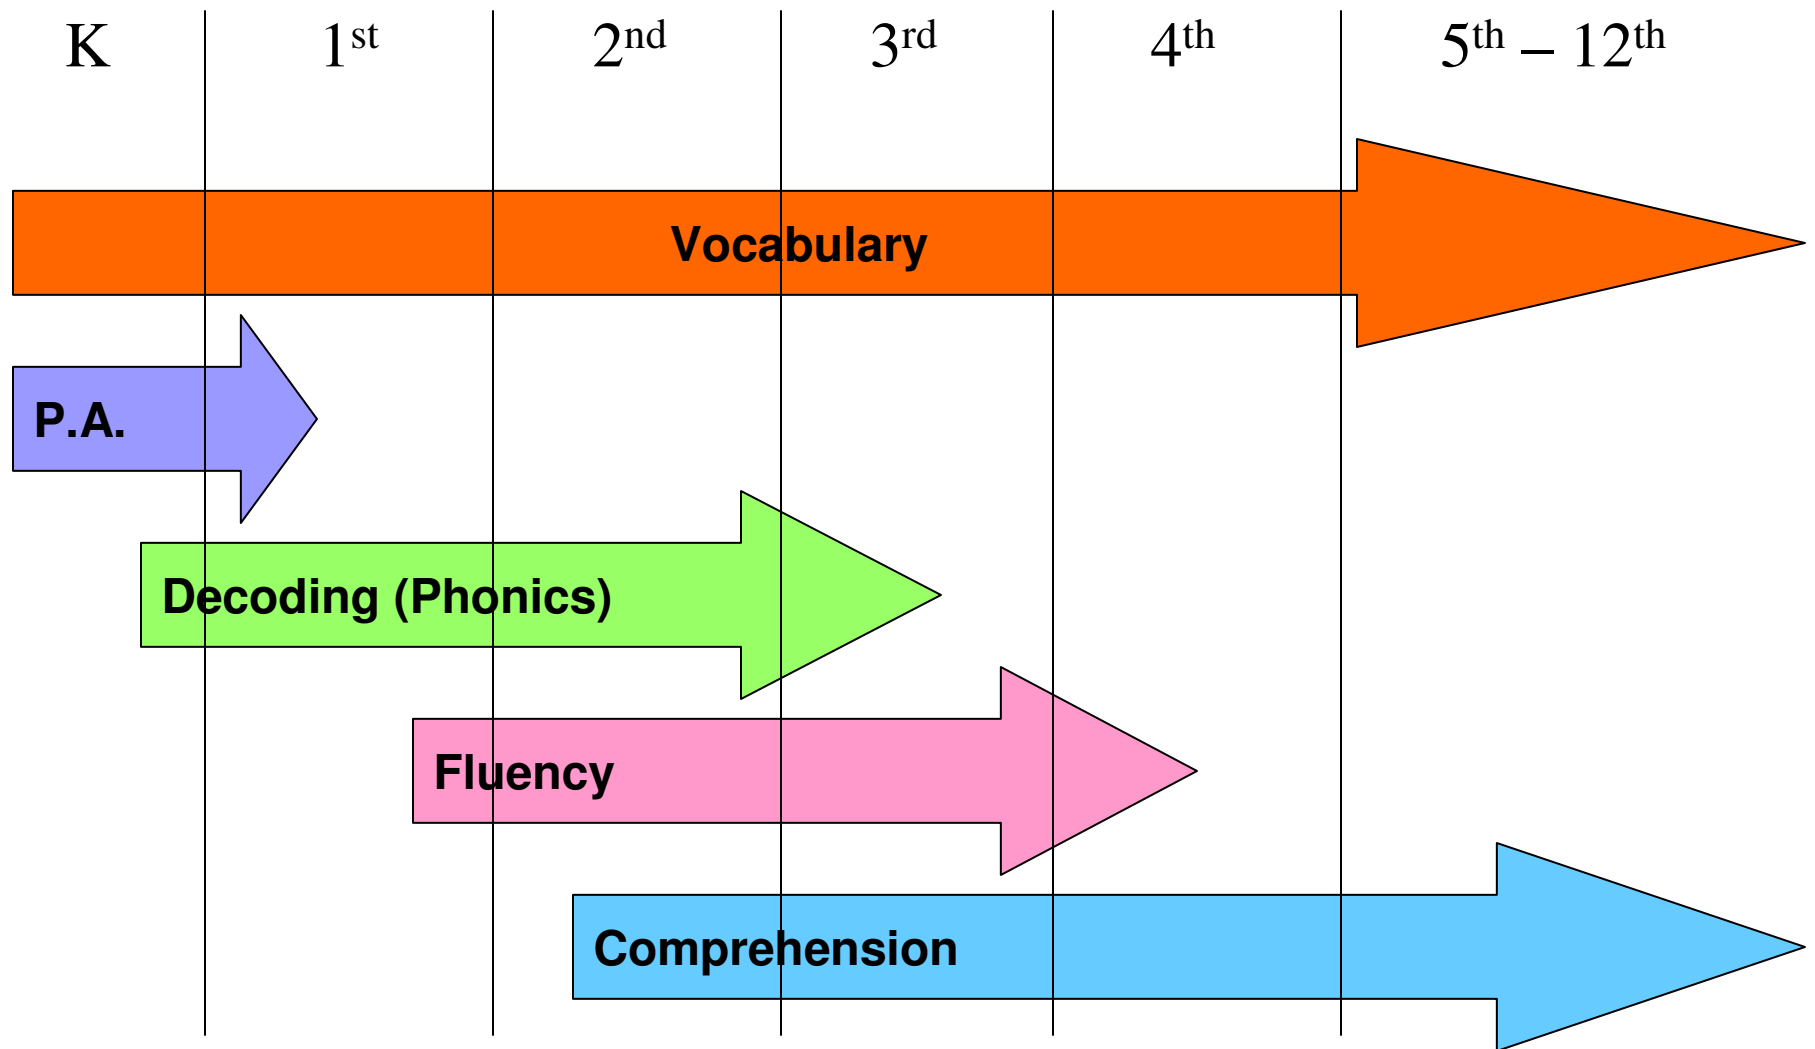 K 1st 2nd 3rd 4th 5th – 12th
Vocabulary
P.A.
Decoding (Phonics)
Fluency
Comprehension